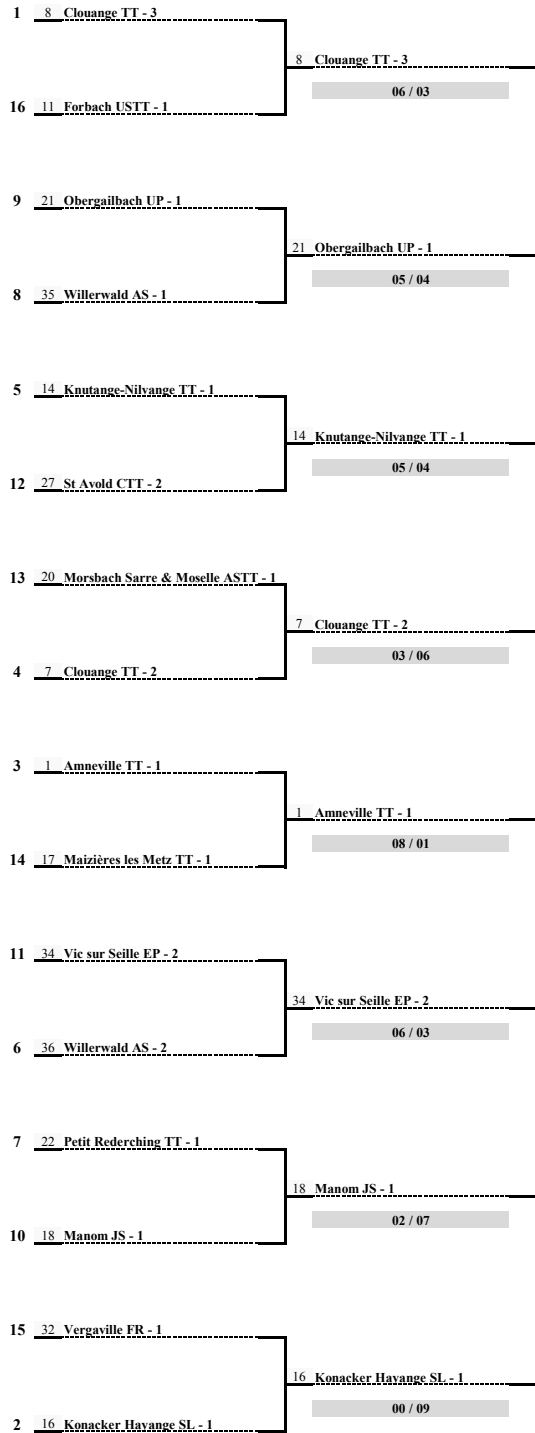 1 8 Clouange TT - 3
8 Clouange TT - 3
06 / 03
16 11 Forbach USTT - 1
9 21 Obergailbach UP - 1
21 Obergailbach UP - 1
05 / 04
8 35 Willerwald AS - 1
5 14 Knutange-Nilvange TT - 1
14 Knutange-Nilvange TT - 1
05 / 04
12 27 St Avold CTT - 2
13 20 Morsbach Sarre & Moselle ASTT - 1
7 Clouange TT - 2
03 / 06
4 7 Clouange TT - 2
3 1 Amneville TT - 1
1 Amneville TT - 1
08 / 01
14 17 Maizières les Metz TT - 1
11 34 Vic sur Seille EP - 2
34 Vic sur Seille EP - 2
06 / 03
6 36 Willerwald AS - 2
7 22 Petit Rederching TT - 1
18 Manom JS - 1
02 / 07
10 18 Manom JS - 1
15 32 Vergaville FR - 1
16 Konacker Hayange SL - 1
00 / 09
2 16 Konacker Hayange SL - 1